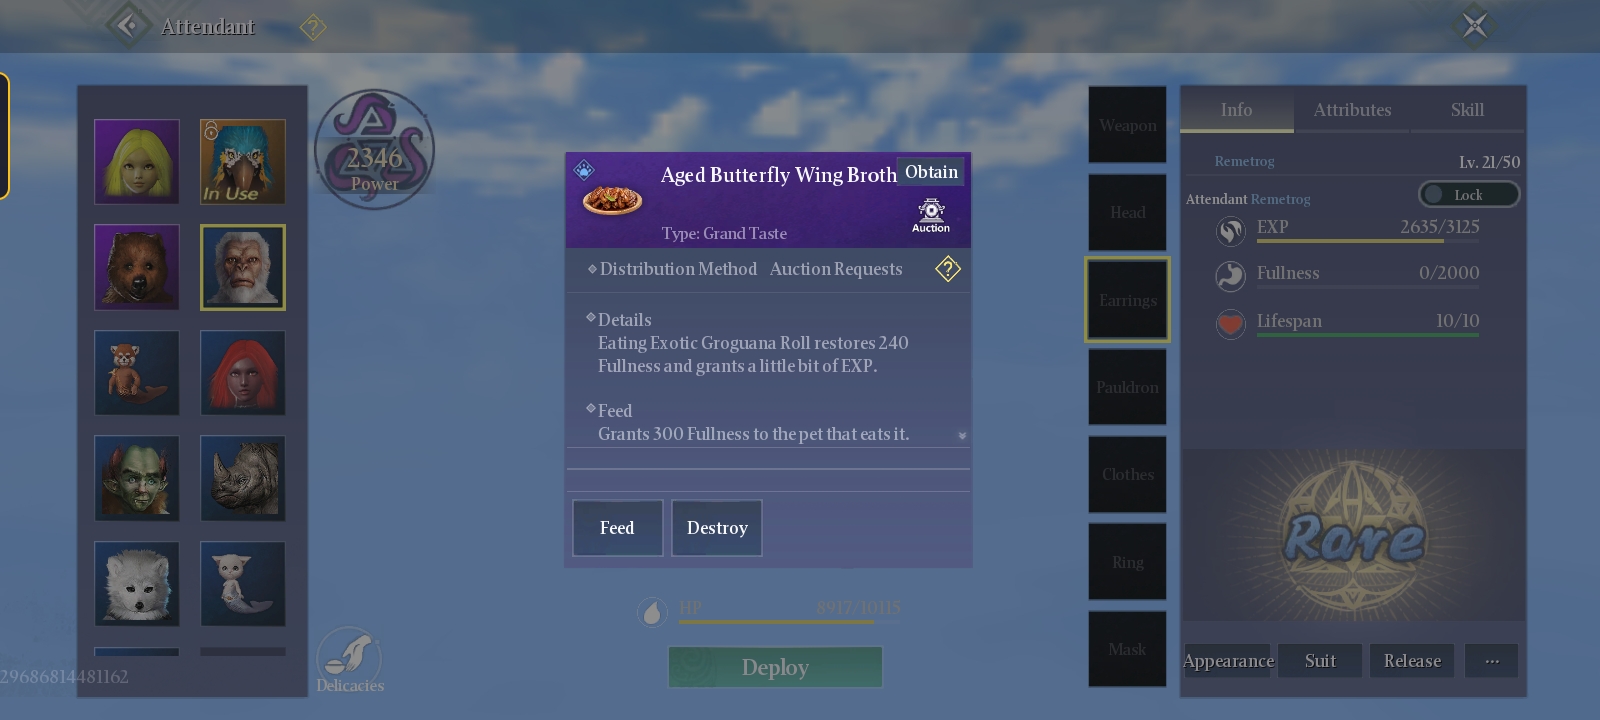 Attendant
?
In Use
2346
Power
Aged Butterfly Wing Broth
Obtain
Type: Grand Taste
Auction
Distribution Method Auction Requests
?
Details
Eating Exotic Groguana Roll restores 240
Fullness and grants a little bit of EXP.
Feed
Grants 300 Fullness to the pet that eats it.
Feed
Destroy
HP 8917/10115
Deploy
Delicacies
29686814481162
Weapon
Head
Earrings
Pauldron
Clothes
Ring
Mask
Info
Attributes
Skill
Remetrog
Lv. 21/50
Attendant Remetrog
Lock
EXP 2635/3125
Fullness 0/2000
Lifespan 10/10
Rare
Appearance
Suit
Release
...